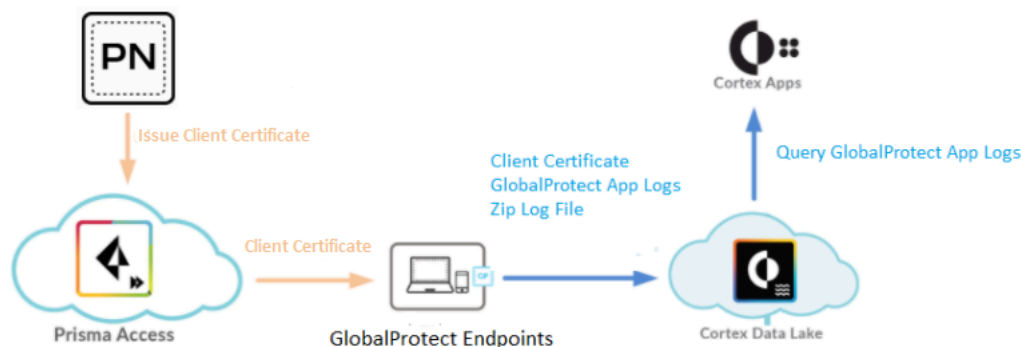 PN
Cortex Apps
Issue Client Certificate
Client Certificate
GlobalProtect App Logs
Zip Log File
Query GlobalProtect App Logs
Client Certificate
GP
Prisma Access
GlobalProtect Endpoints
Cortex Data Lake